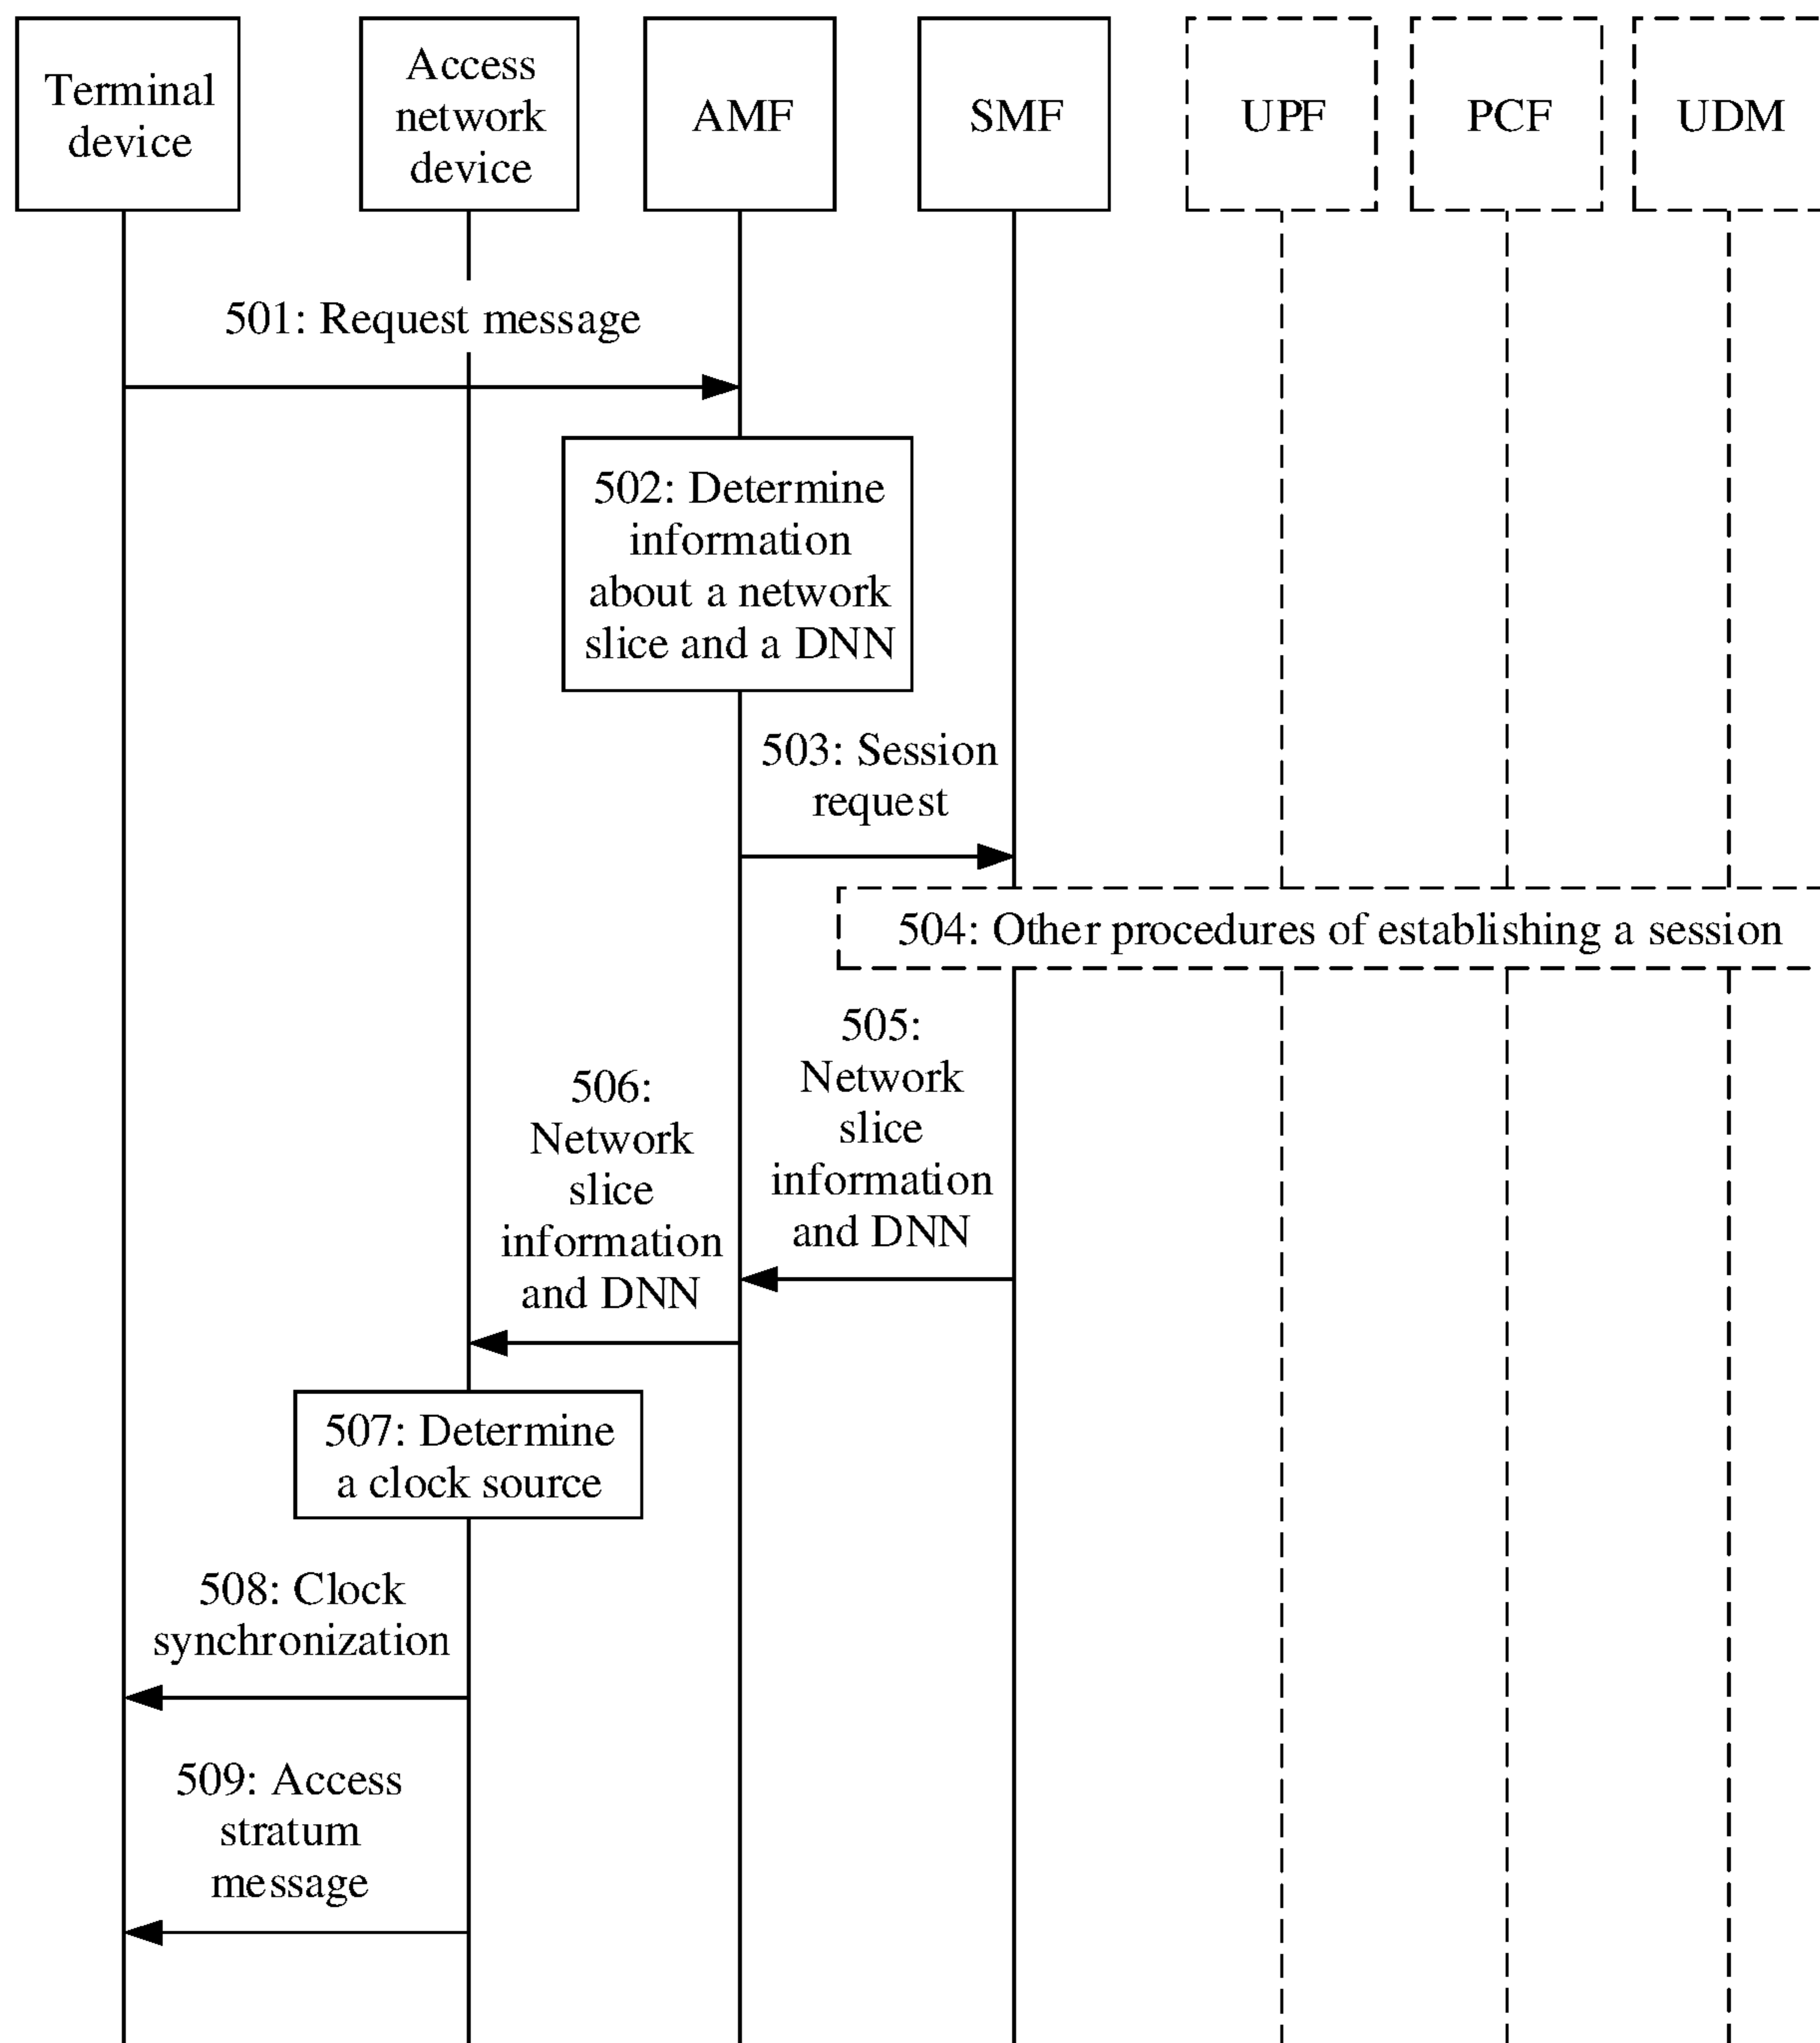 Terminal
device
Access
network
device
AMF
SMF
UPF
PCF
UDM
501: Request message
502: Determine
information
about a network
slice and a DNN
503: Session
request
504: Other procedures of establishing a session
505:
Network
slice
information
and DNN
506:
Network
slice
information
and DNN
507: Determine
a clock source
508: Clock
synchronization
509: Access
stratum
message